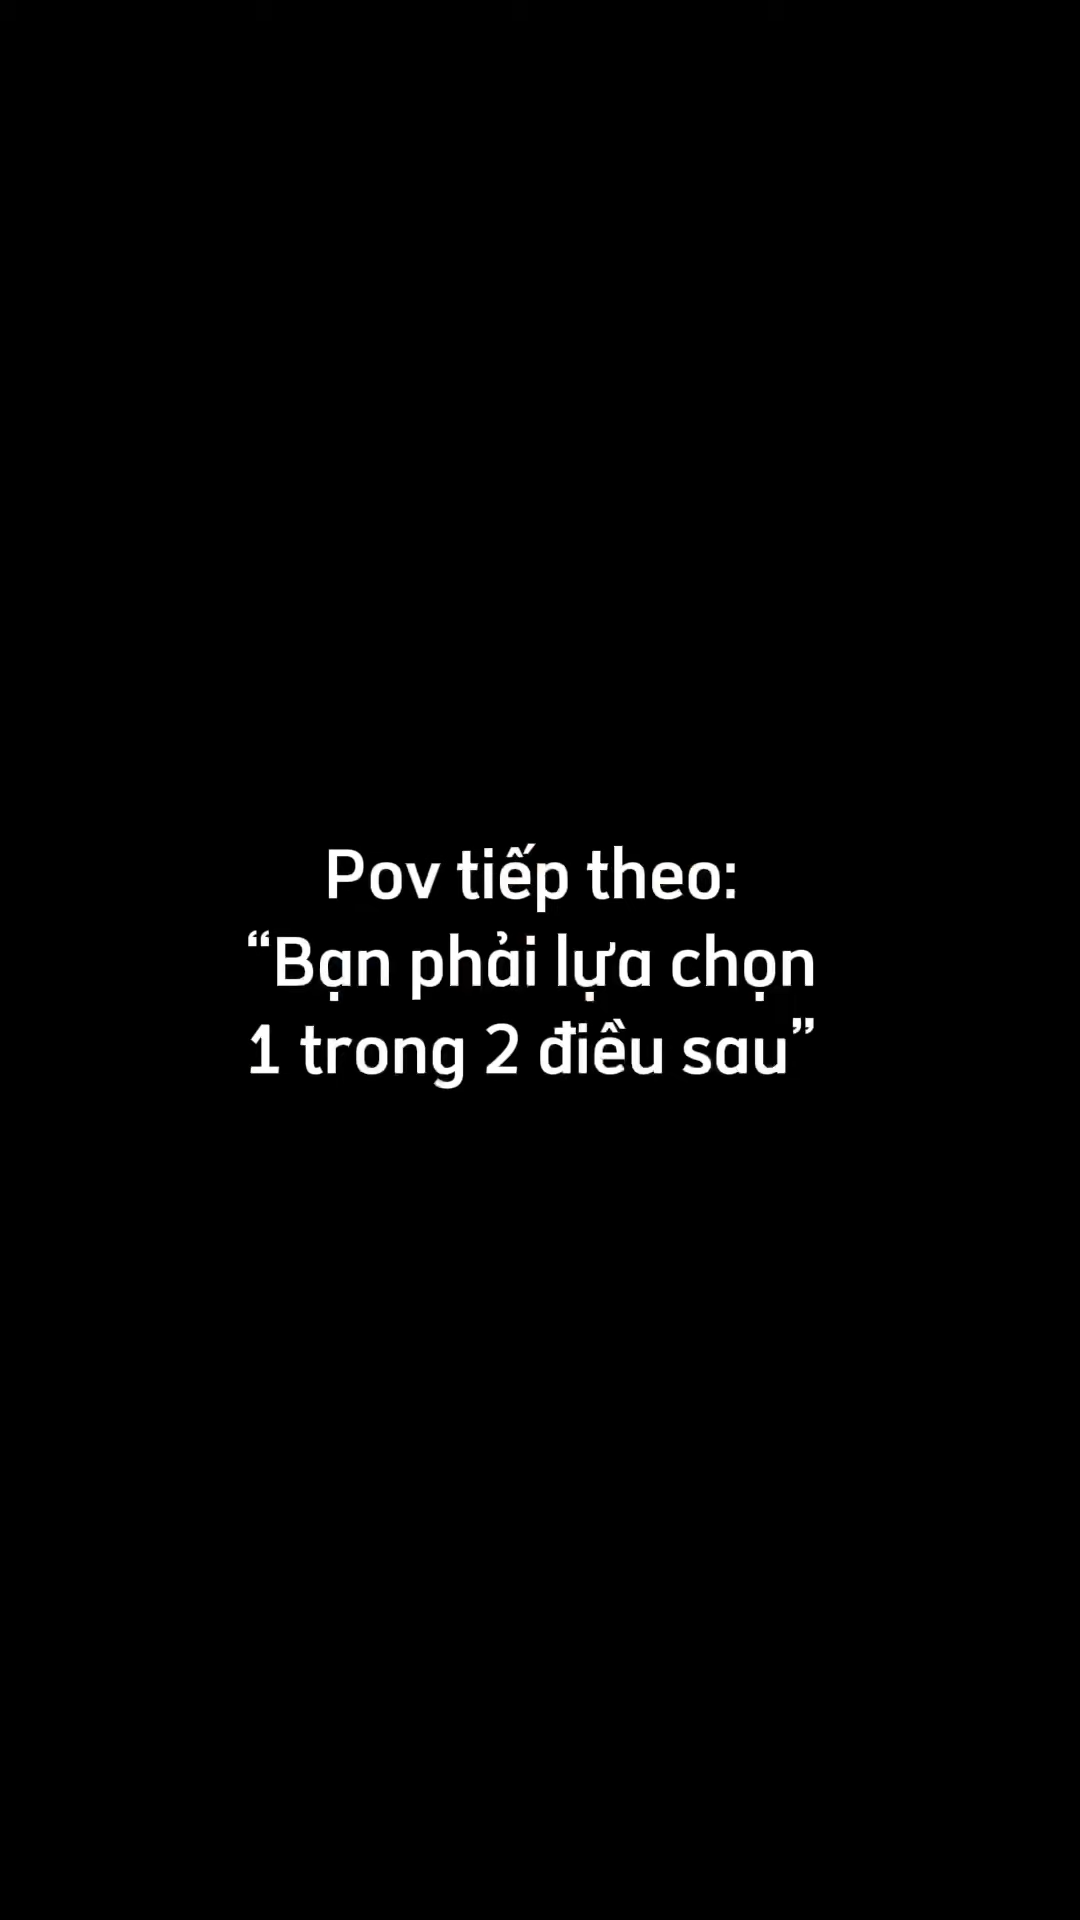 Pov tiếp theo:
“Bạn phải lựa chọn
1 trong 2 điều sau”